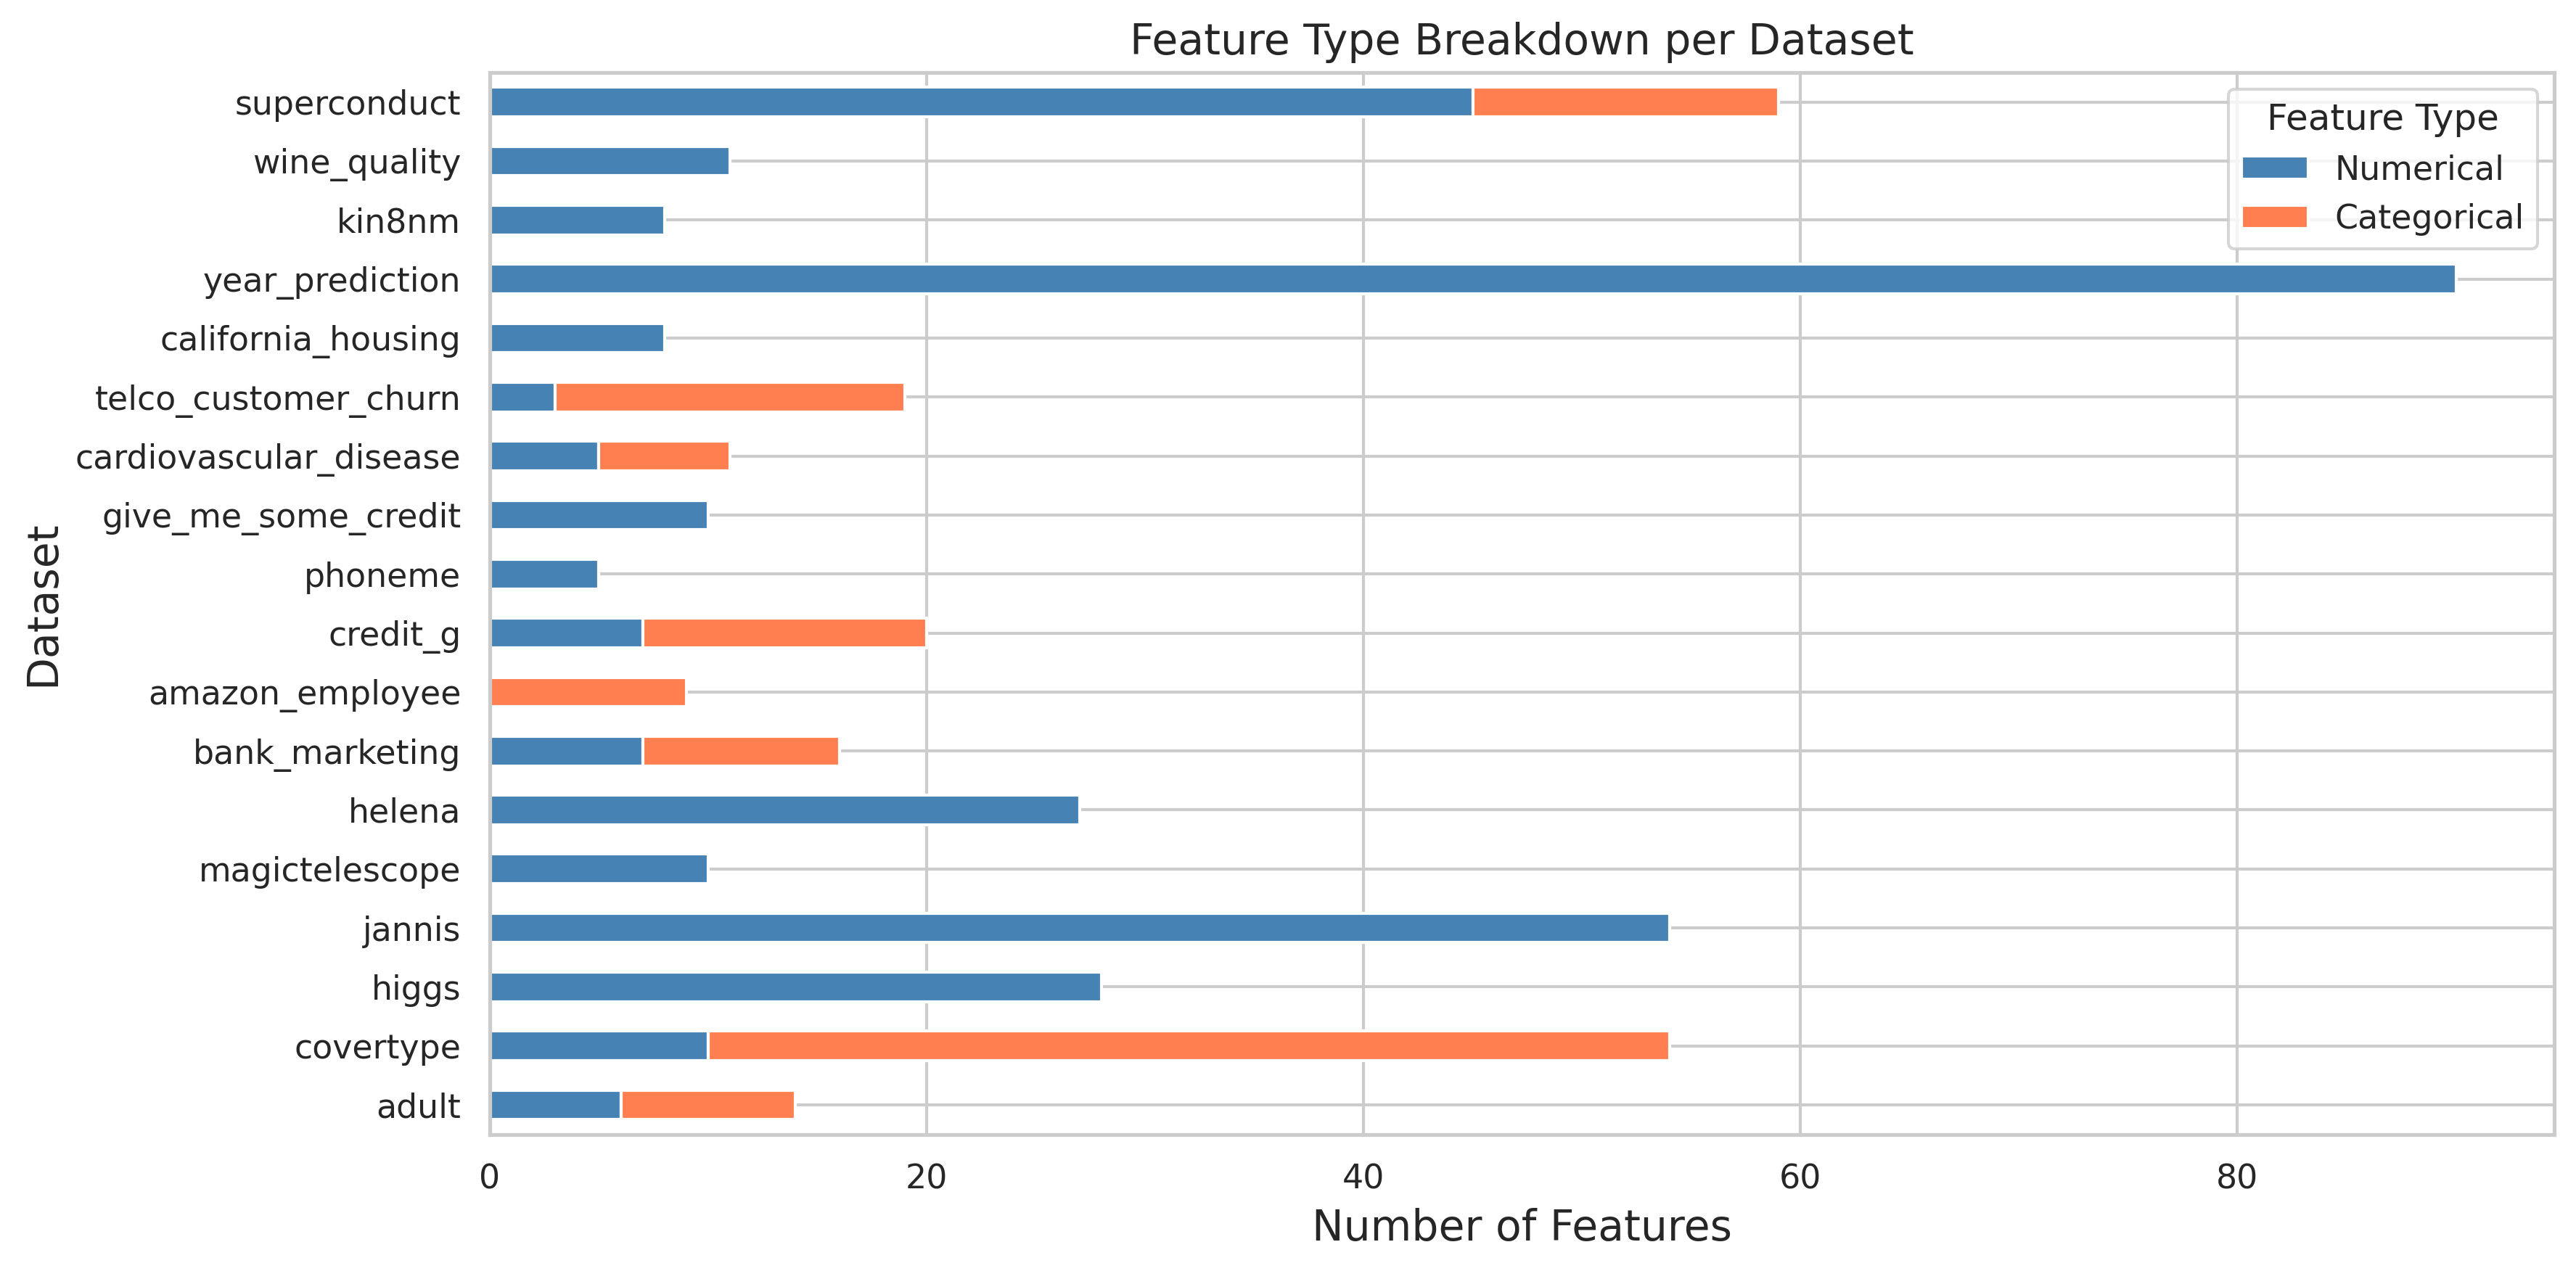 Feature Type Breakdown per Dataset
Feature Type
Numerical
Categorical
Dataset
superconduct
wine_quality
kin8nm
year_prediction
california_housing
telco_customer_churn
cardiovascular_disease
give_me_some_credit
phoneme
credit_g
amazon_employee
bank_marketing
helena
magictelescope
jannis
higgs
covertype
adult
0 20 40 60 80
Number of Features